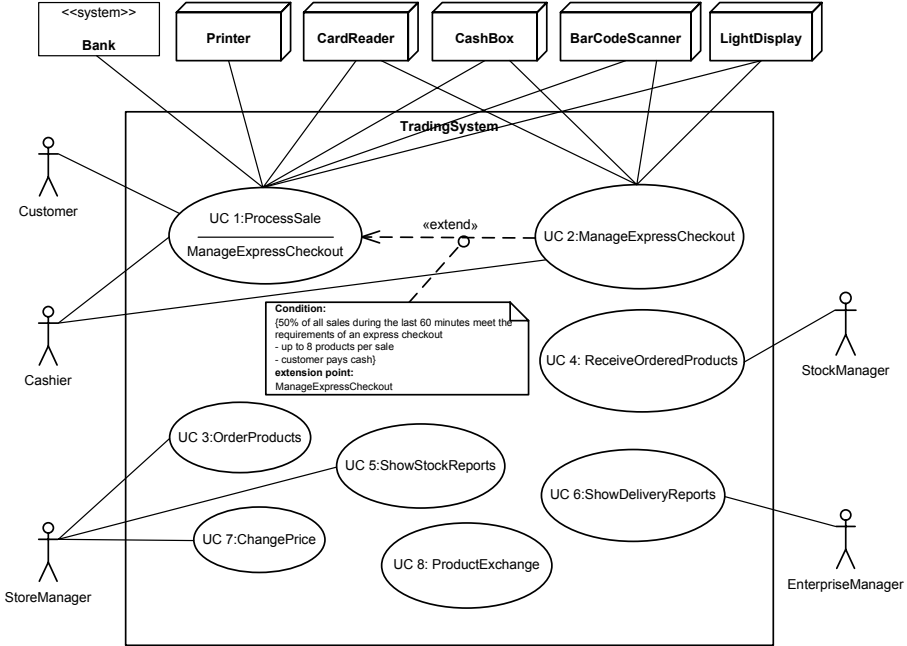 <<system>>
Bank
Printer
CardReader
CashBox
BarCodeScanner
LightDisplay
TradingSystem
Customer
UC 1:ProcessSale
ManageExpressCheckout
«extend»
UC 2:ManageExpressCheckout
Cashier
Condition:
{50% of all sales during the last 60 minutes meet the
requirements of an express checkout
- up to 8 products per sale
- customer pays cash}
extension point:
ManageExpressCheckout
UC 4: ReceiveOrderedProducts
StockManager
UC 3:OrderProducts
UC 5:ShowStockReports
UC 6:ShowDeliveryReports
UC 7:ChangePrice
UC 8: ProductExchange
StoreManager
EnterpriseManager